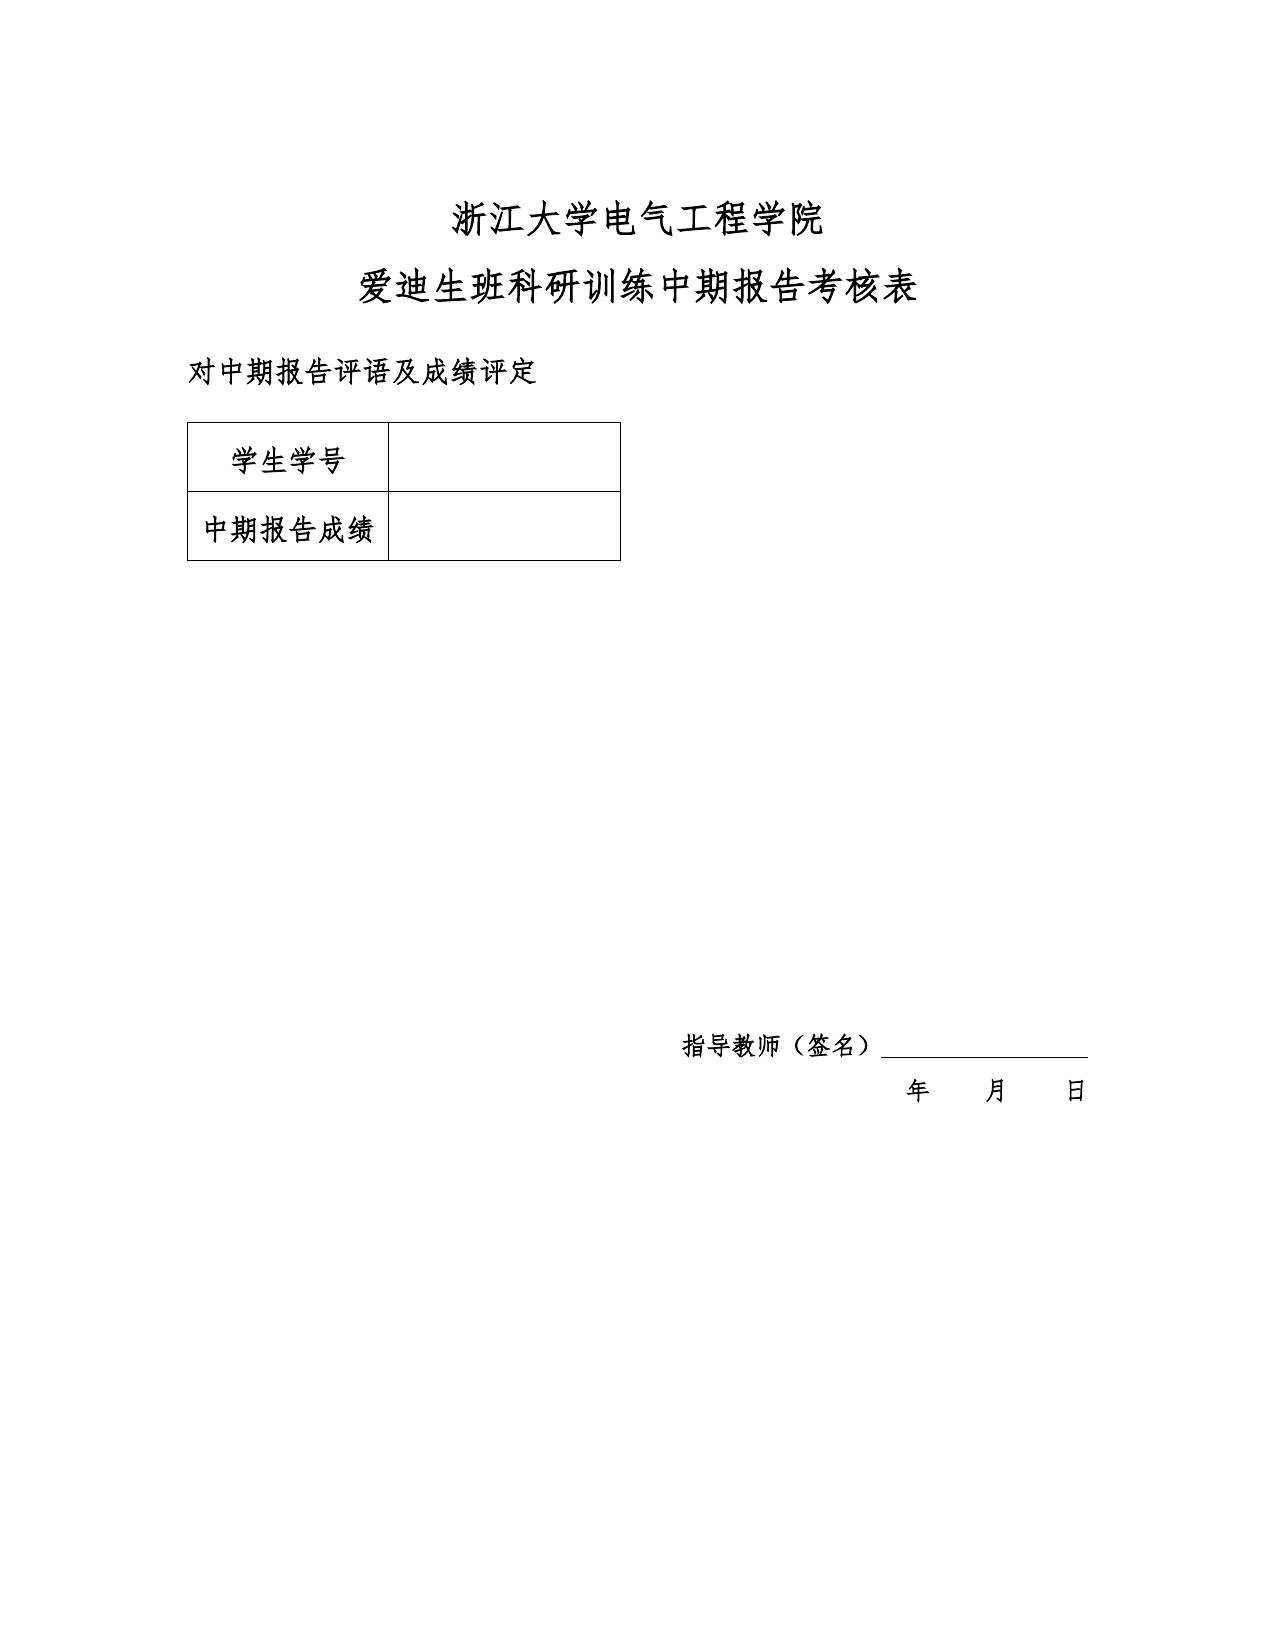 浙江大学电气工程学院
爱迪生班科研训练中期报告考核表
对中期报告评语及成绩评定
学生学号
中期报告成绩
指导教师（签名）
年 月 日